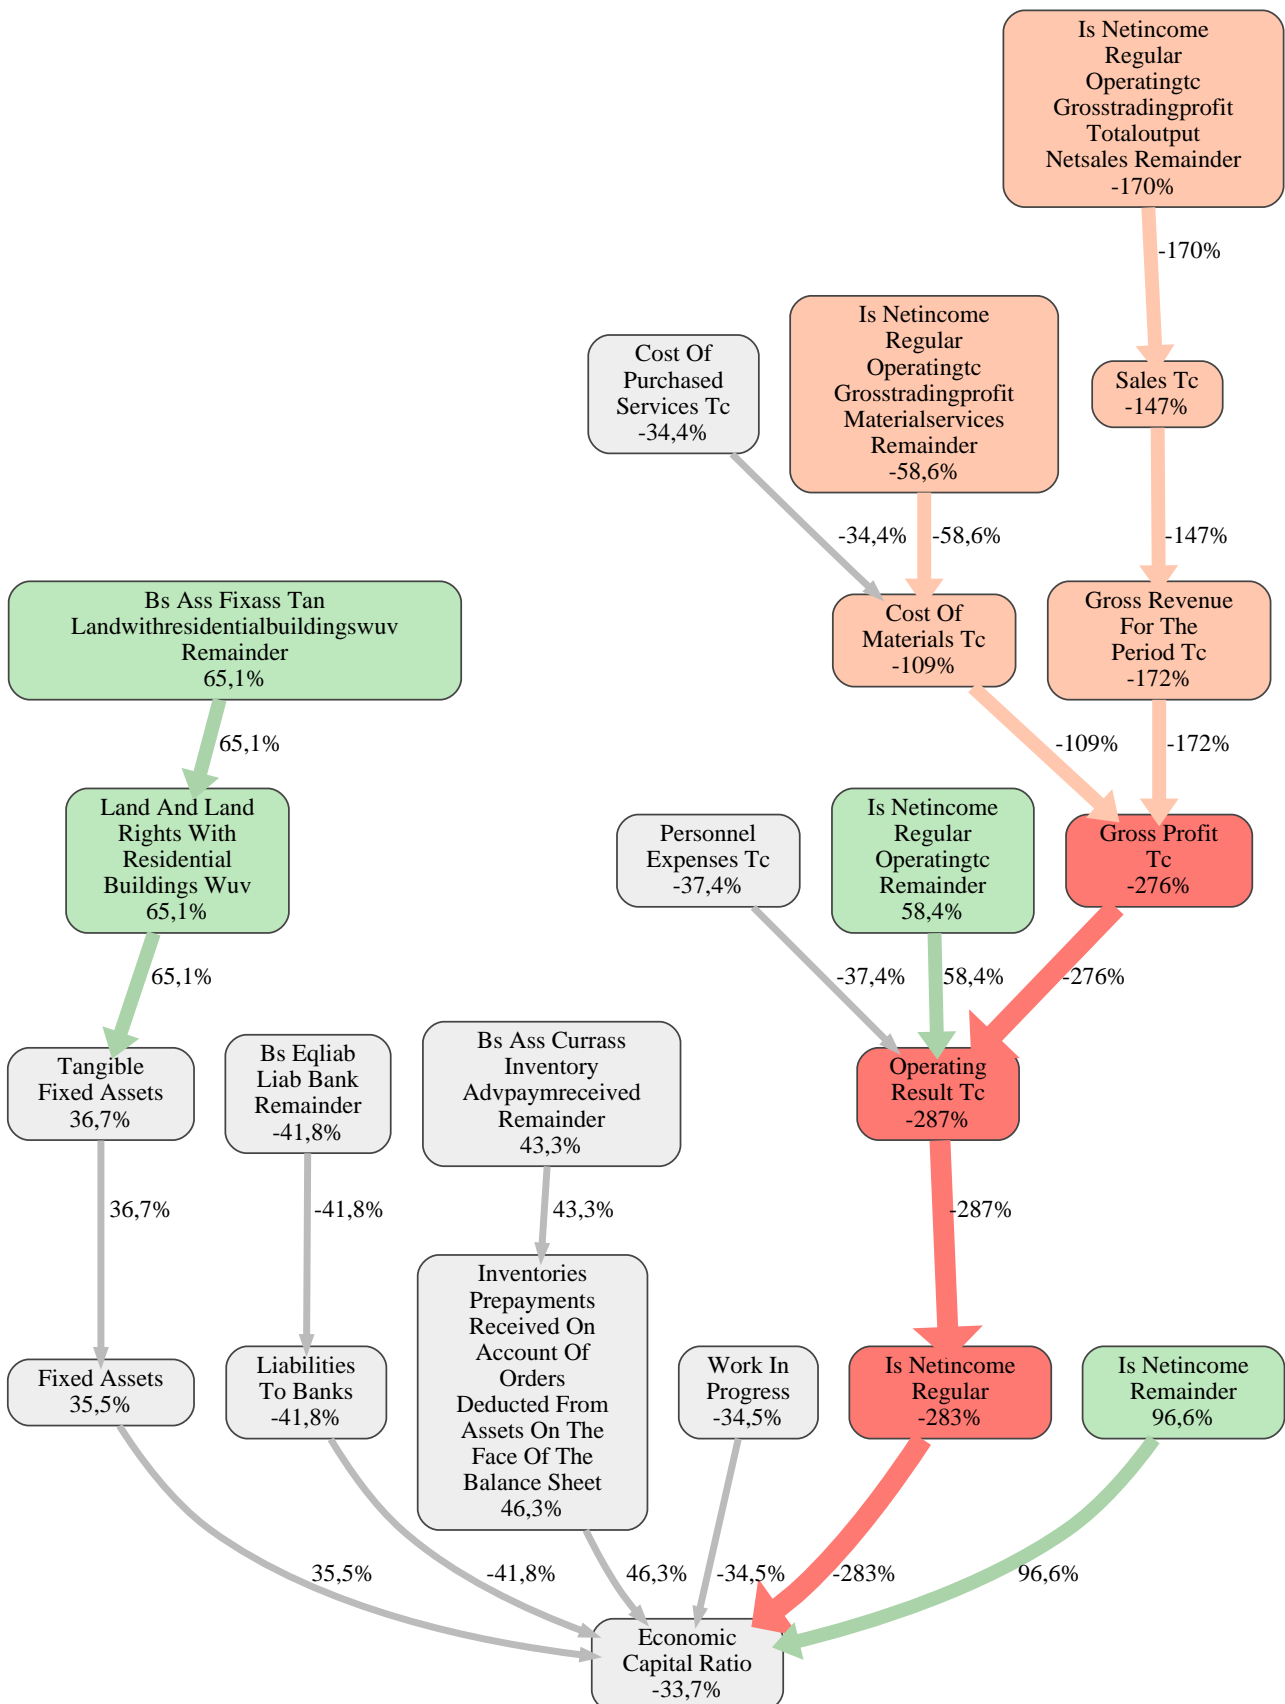 Is Netincome
Regular
Operatingtc
Grosstradingprofit
Totaloutput
Netsales Remainder
-170%
-170%
Cost Of
Purchased
Services Tc
-34,4%
Is Netincome
Regular
Operatingtc
Grosstradingprofit
Materialservices
Remainder
-58,6%
Sales Tc
-147%
-34,4%
-58,6%
-147%
Bs Ass Fixass Tan
Landwithresidentialbuildingswuv
Remainder
65,1%
Cost Of
Materials Tc
-109%
Gross Revenue
For The
Period Tc
-172%
65,1%
-109%
-172%
Land And Land
Rights With
Residential
Buildings Wuv
65,1%
Personnel
Expenses Tc
-37,4%
Is Netincome
Regular
Operatingtc
Remainder
58,4%
Gross Profit
Tc
-276%
65,1%
-37,4%
58,4%
-276%
Tangible
Fixed Assets
36,7%
Bs Eqliab
Liab Bank
Remainder
-41,8%
Bs Ass Currass
Inventory
Advpaymreceived
Remainder
43,3%
Operating
Result Tc
-287%
36,7%
-41,8%
43,3%
-287%
Fixed Assets
35,5%
Liabilities
To Banks
-41,8%
Inventories
Prepayments
Received On
Account Of
Orders
Deducted From
Assets On The
Face Of The
Balance Sheet
46,3%
Work In
Progress
-34,5%
Is Netincome
Regular
-283%
Is Netincome
Remainder
96,6%
35,5%
-41,8%
46,3%
-34,5%
-283%
96,6%
Economic
Capital Ratio
-33,7%